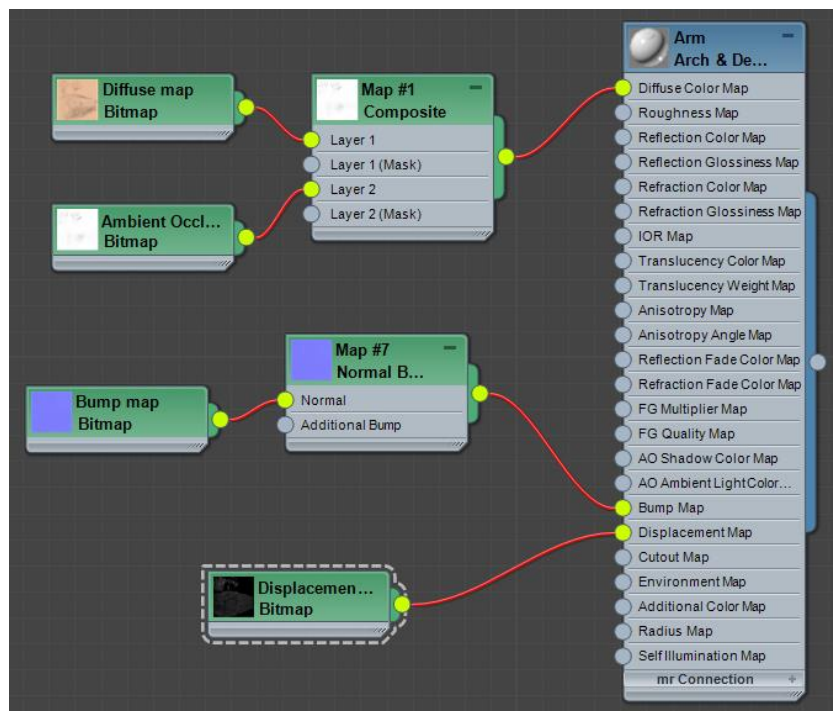 Diffuse map
Bitmap
Ambient Occl...
Bitmap
Map #1
Composite
Layer 1
Layer 1 (Mask)
Layer 2
Layer 2 (Mask)
Bump map
Bitmap
Map #7
Normal B...
Normal
Additional Bump
Displacemen ...
Bitmap
Arm
Arch & De...
Diffuse Color Map
Roughness Map
Reflection Color Map
Reflection Glossiness Map
Refraction Color Map
Refraction Glossiness Map
IOR Map
Translucency Color Map
Translucency Weight Map
Anisotropy Map
Anisotropy Angle Map
Reflection Fade Color Map
Refraction Fade Color Map
FG Multiplier Map
FG Quality Map
AO Shadow Color Map
AO Ambient Light Color...
Bump Map
Displacement Map
Cutout Map
Environment Map
Additional Color Map
Radius Map
Self Illumination Map
mr Connection +